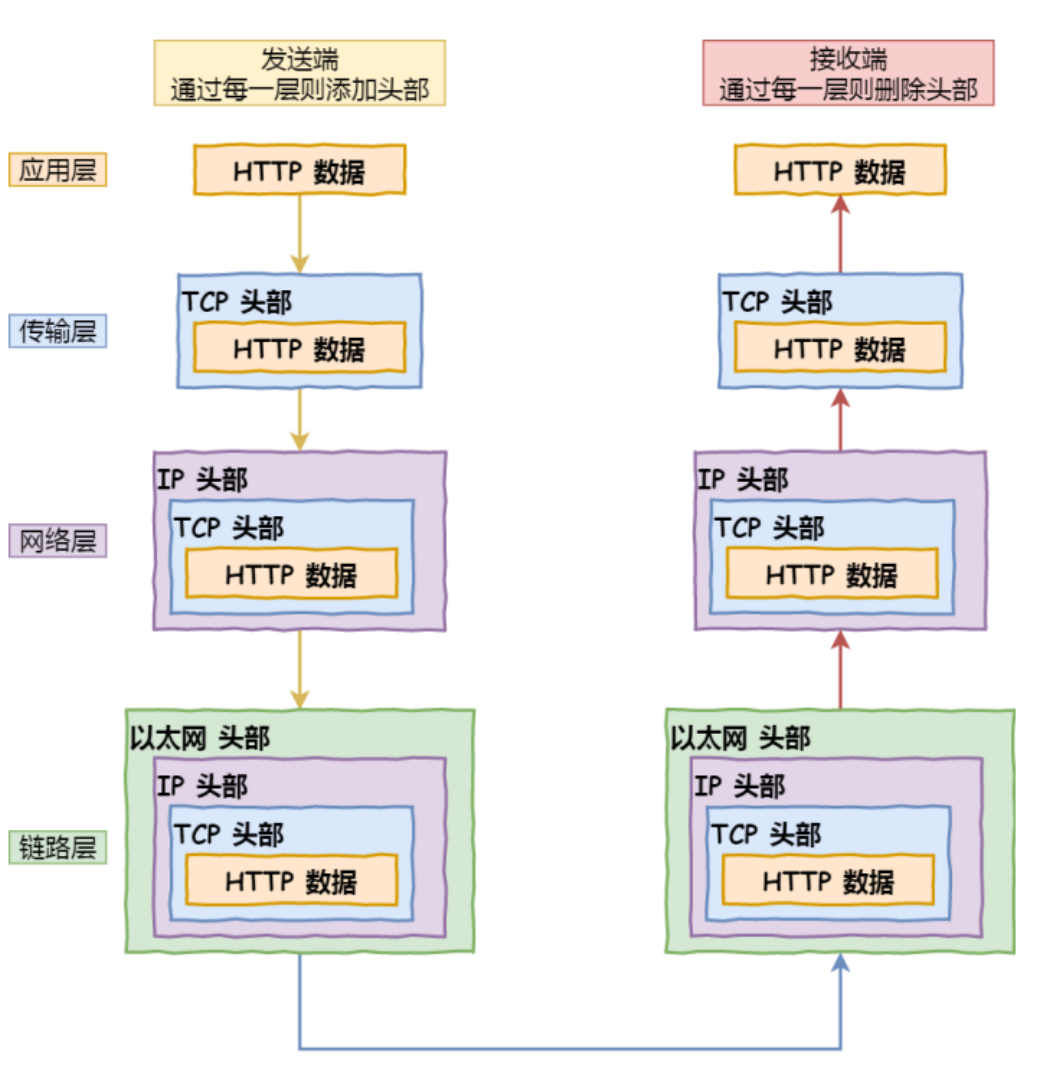 发送端
通过每一层则添加头部
接收端
通过每一层则删除头部
应用层
HTTP 数据
HTTP 数据
传输层
TCP 头部
HTTP 数据
TCP 头部
HTTP 数据
网络层
IP 头部
TCP 头部
HTTP 数据
IP 头部
TCP 头部
HTTP 数据
链路层
以太网 头部
IP 头部
TCP 头部
HTTP 数据
以太网 头部
IP 头部
TCP 头部
HTTP 数据